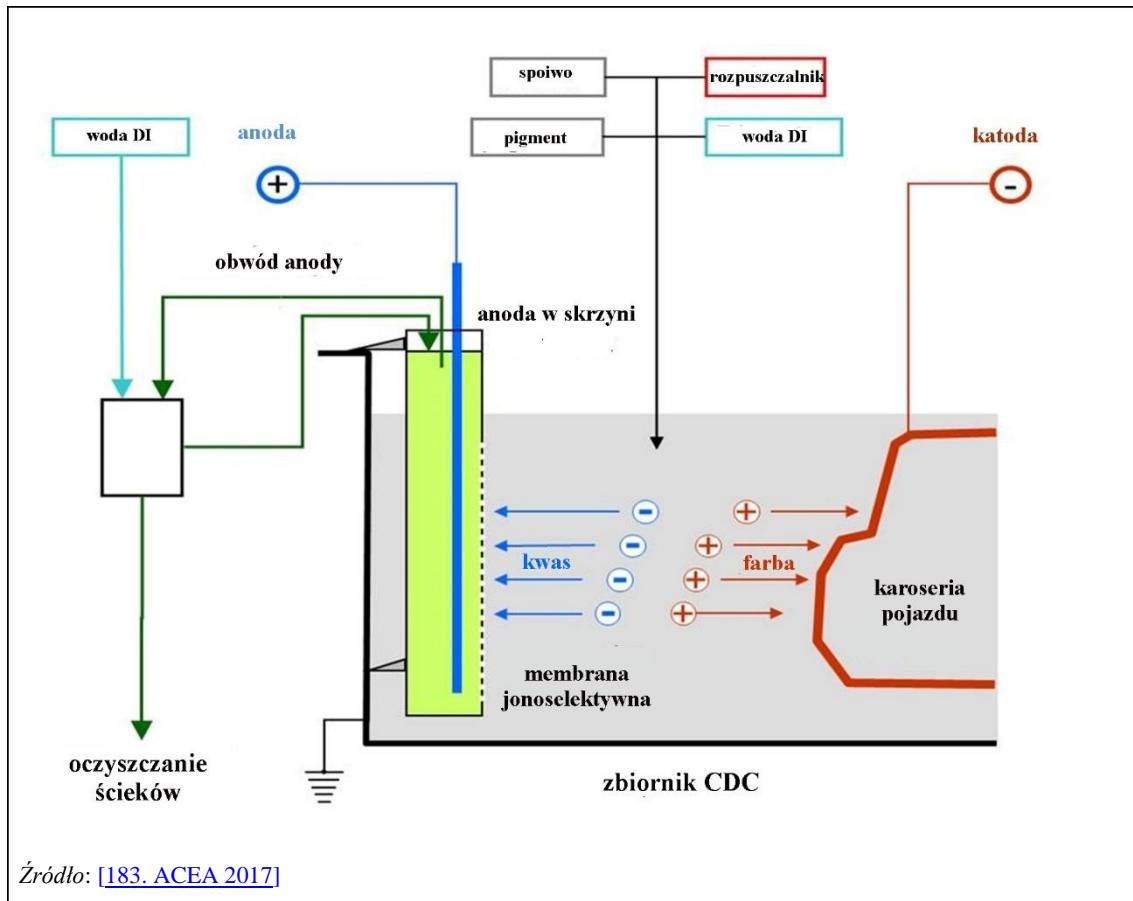 spoiwo
rozpuszczalnik
woda DI
anoda
pigment
woda DI
katoda
+
-
obwód anody
anoda w skrzyni
kwas
farba
karoseria
pojazdu
membrana
jonoselektywna
oczyszczanie
ścieków
zbiornik CDC
Źródło: [183. ACEA 2017]